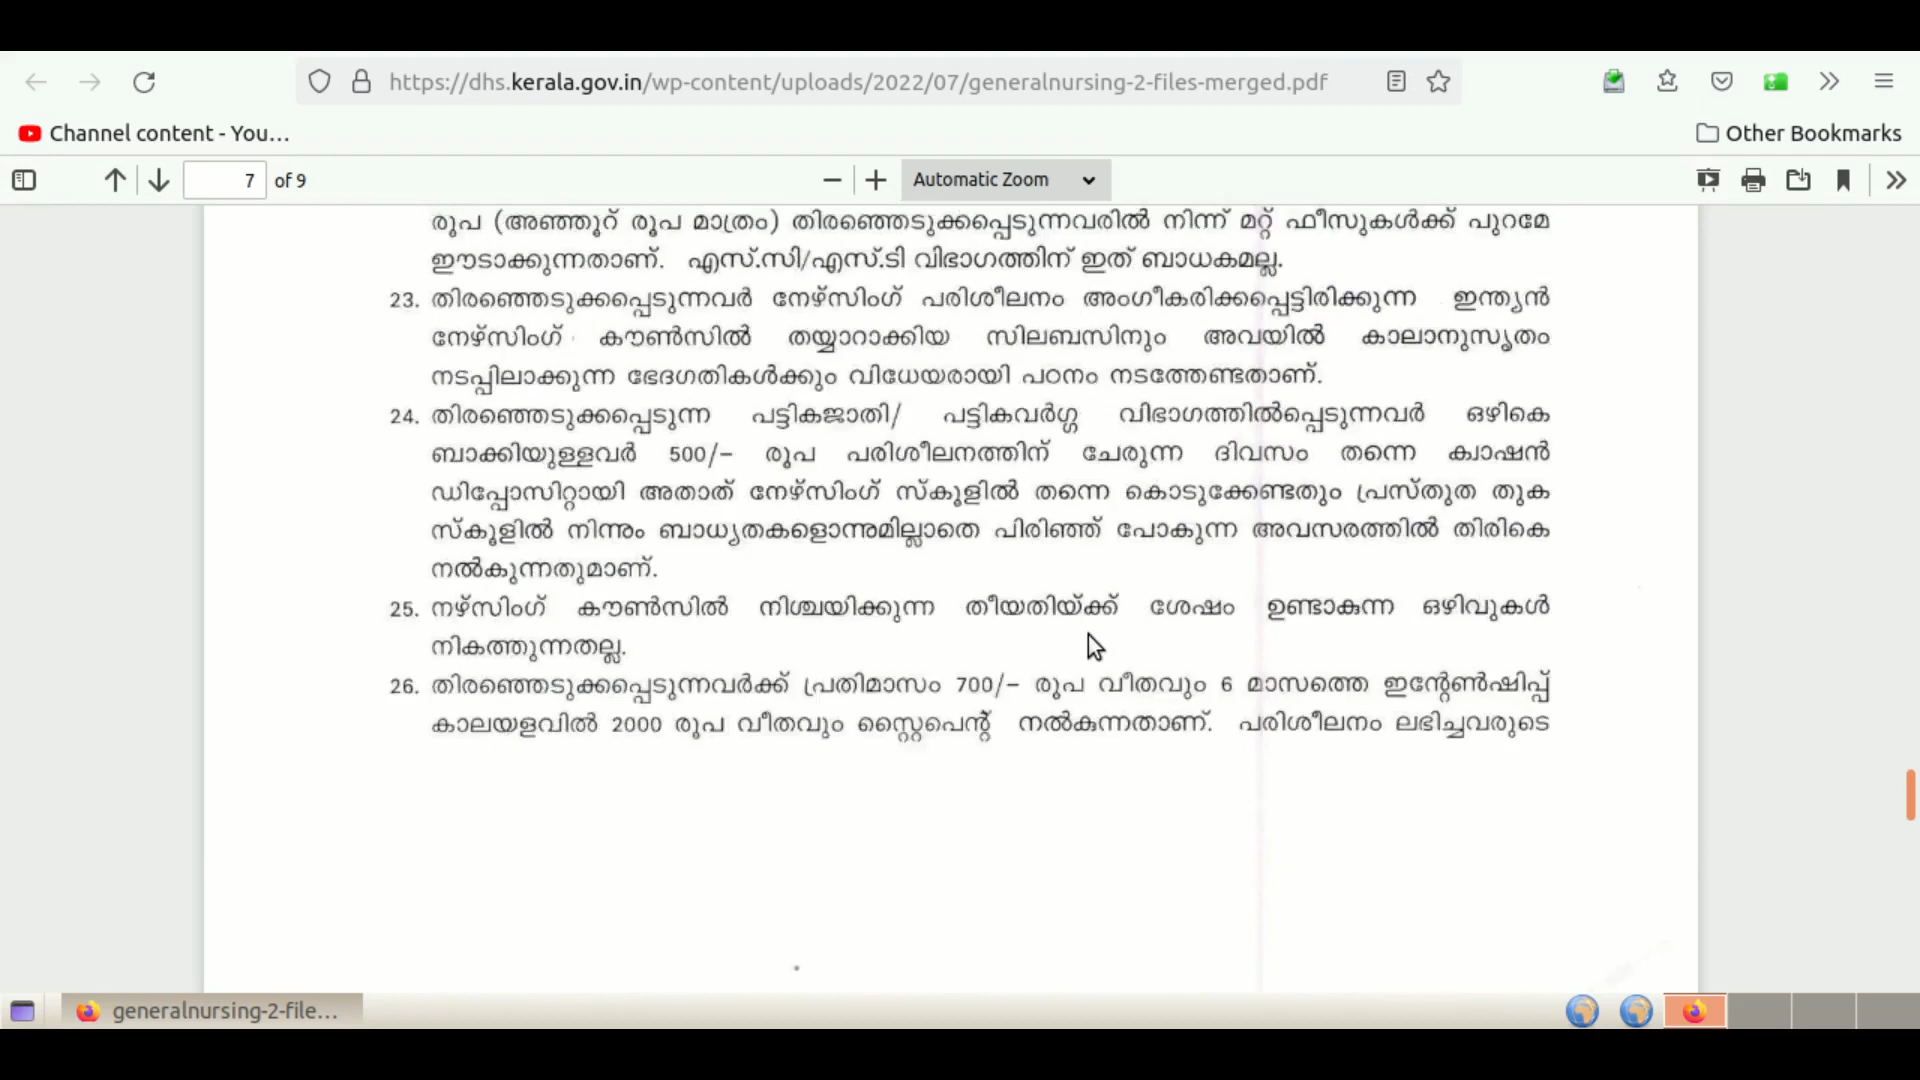 https://dhs.kerala.gov.in/wp-content/uploads/2022/07/generalnursing-2-files-merged.pdf
Channel content - You...
Other Bookmarks
7 of 9
Automatic Zoom
രൂപ (അഞ്ഞൂറ് രൂപ മാത്രം) തിരഞ്ഞെടുക്കപ്പെടുന്നവരിൽ നിന്ന് മറ്റ് ഫീസുകൾക്ക് പുറമേ
ഈടാക്കുന്നതാണ്. എസ്.സി/എസ്.ടി വിഭാഗത്തിന് ഇത് ബാധകമല്ല.
23. തിരഞ്ഞെടുക്കപ്പെടുന്നവർ നേഴ്സിംഗ് പരിശീലനം അംഗീകരിക്കപ്പെട്ടിരിക്കുന്ന ഇന്ത്യൻ
നേഴ്സിംഗ് കൗൺസിൽ തയ്യാറാക്കിയ സിലബസിനും അവയിൽ കാലാനുസൃതം
നടപ്പിലാക്കുന്ന ഭേദഗതികൾക്കും വിധേയരായി പഠനം നടത്തേണ്ടതാണ്.
24. തിരഞ്ഞെടുക്കപ്പെടുന്ന പട്ടികജാതി/ പട്ടികവർഗ്ഗ വിഭാഗത്തിൽപ്പെടുന്നവർ ഒഴികെ
ബാക്കിയുള്ളവർ 500/– രൂപ പരിശീലനത്തിന് ചേരുന്ന ദിവസം തന്നെ ക്വാഷൻ
ഡിപ്പോസിറ്റായി അതാത് നേഴ്സിംഗ് സ്കൂളിൽ തന്നെ കൊടുക്കേണ്ടതും പ്രസ്തുത തുക
സ്കൂളിൽ നിന്നും ബാധ്യതകളൊന്നുമില്ലാതെ പിരിഞ്ഞ് പോകുന്ന അവസരത്തിൽ തിരികെ
നൽകുന്നതുമാണ്.
25. നഴ്സിംഗ് കൗൺസിൽ നിശ്ചയിക്കുന്ന തീയതിയ്ക്ക് ശേഷം ഉണ്ടാകുന്ന ഒഴിവുകൾ
നികത്തുന്നതല്ല.
26. തിരഞ്ഞെടുക്കപ്പെടുന്നവർക്ക് പ്രതിമാസം 700/– രൂപ വീതവും 6 മാസത്തെ ഇന്റേൺഷിപ്പ്
കാലയളവിൽ 2000 രൂപ വീതവും സ്റ്റൈപെന്റ് നൽകുന്നതാണ്. പരിശീലനം ലഭിച്ചവരുടെ
generalnursing-2-file...